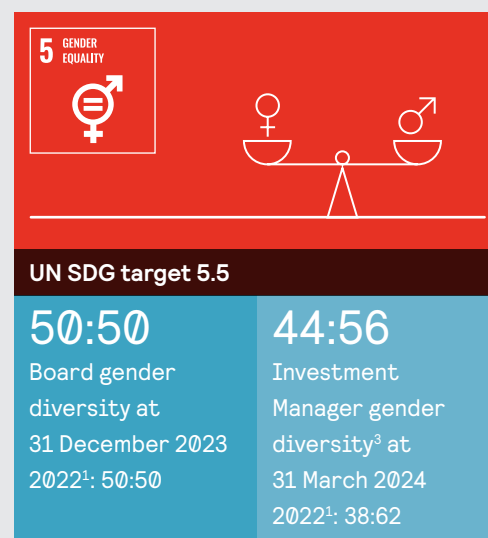 5 GENDER
EQUALITY
UN SDG target 5.5
50:50
Board gender
diversity at
31 December 2023
2022¹: 50:50
44:56
Investment
Manager gender
diversity³ at
31 March 2024
2022¹: 38:62